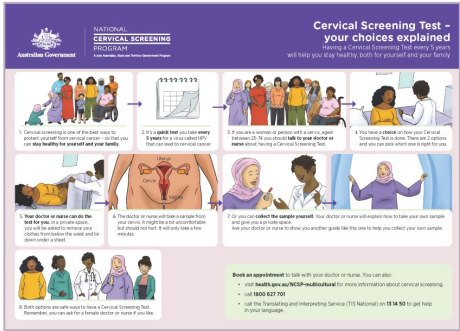 Australian Government
NATIONAL
CERVICAL SCREENING
PROGRAM
A Joint Australian, State and Territory Government Program
Cervical Screening Test –
your choices explained
Having a Cervical Screening Test every 5 years
will help you stay healthy, both for yourself and your family
1. Cervical screening is one of the best ways to
protect yourself from cervical cancer – so that you
can stay healthy for yourself and your family.
2. It's a quick test you take every
5 years for a virus called HPV
that can lead to cervical cancer.
3. If you are a woman or person with a cervix, aged
between 25-74 you should talk to your doctor or
nurse about having a Cervical Screening Test.
4. You have a choice on how your Cervical
Screening Test is done. There are 2 options
and you can pick which one is right for you.
Uterus
Cervix
Vagina
5. Your doctor or nurse can do the
test for you. In a private space,
you will be asked to remove your
clothes from below the waist and lie
down under a sheet.
6. The doctor or nurse will take a sample from
your cervix. It might be a bit uncomfortable
but should not hurt. It will only take a few
minutes.
7. Or you can collect the sample yourself. Your doctor or nurse will explain how to take your own sample
and give you a private space.
Ask your doctor or nurse to show you another guide like this one to help you collect your own sample.
8. Both options are safe ways to have a Cervical Screening Test.
Remember, you can ask for a female doctor or nurse if you like.
Book an appointment to talk with your doctor or nurse. You can also:
• visit health.gov.au/NCSP-multicultural for more information about cervical screening.
• call 1800 627 701
• call the Translating and Interpreting Service (TIS National) on 13 14 50 to get help
in your language.